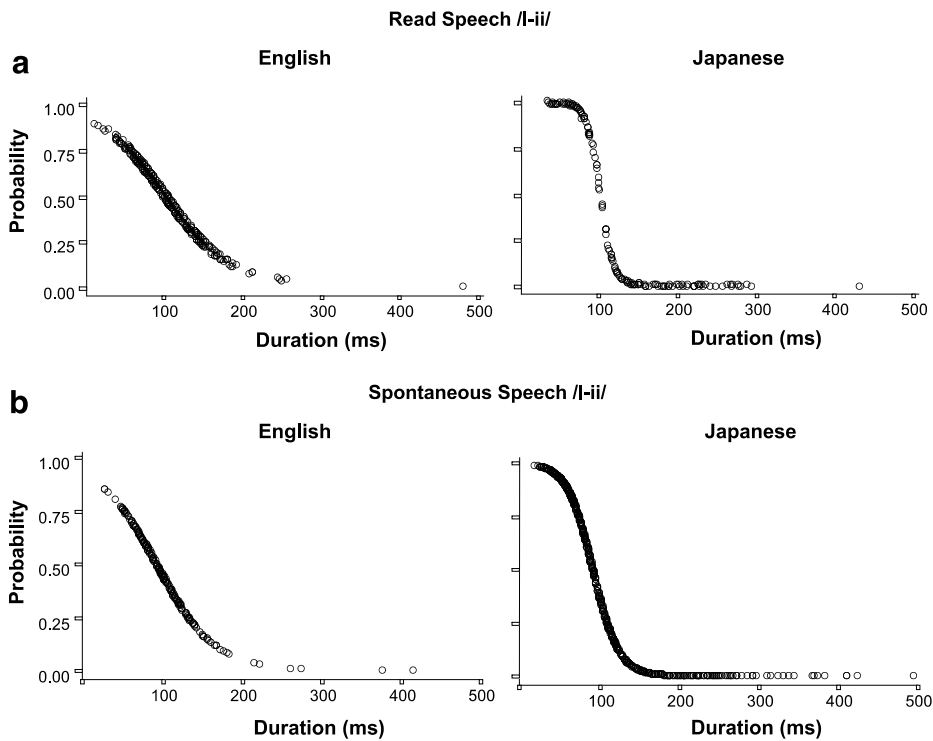 Read Speech /I-ii/
a
English
Japanese
Probability
1.00
0.75
0.50
0.25
0.00
100 200 300 400 500
100 200 300 400 500
Duration (ms)
Duration (ms)
b
Spontaneous Speech /I-ii/
English
Japanese
Probability
1.00
0.75
0.50
0.25
0.00
100 200 300 400 500
100 200 300 400 500
Duration (ms)
Duration (ms)